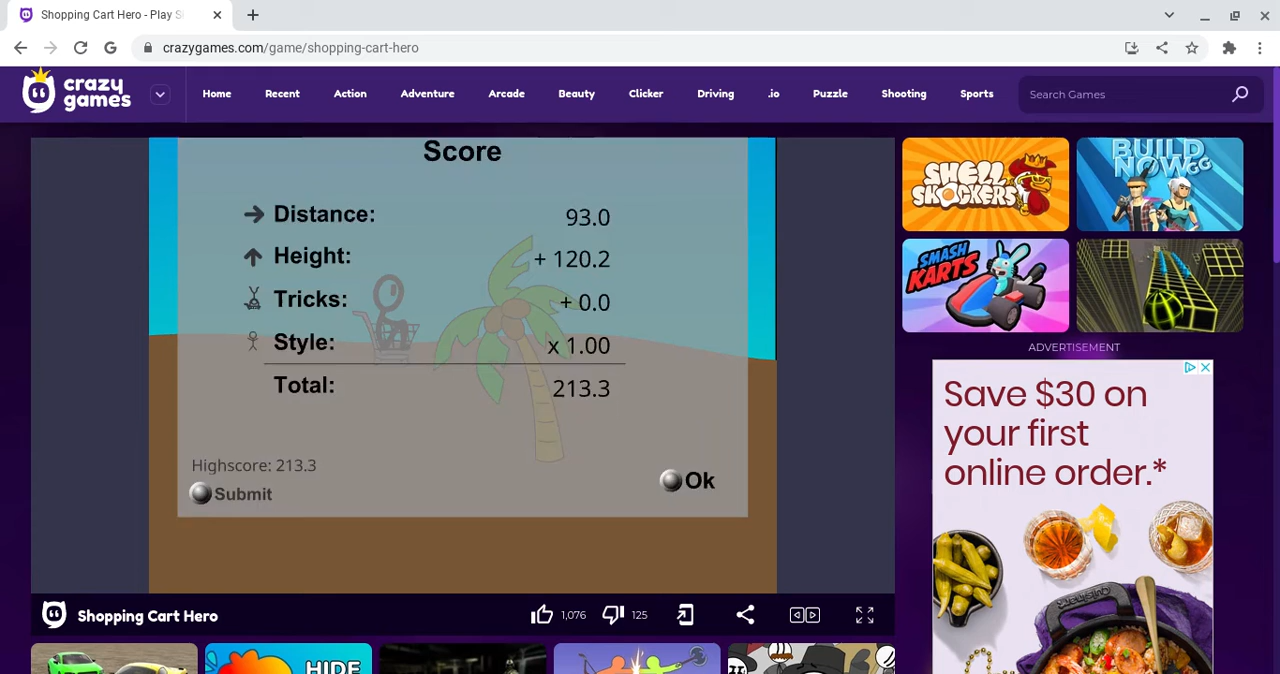 Shopping Cart Hero - Play S
crazygames.com/game/shopping-cart-hero
crazy games
Home
Recent
Action
Adventure
Arcade
Beauty
Clicker
Driving
.io
Puzzle
Shooting
Sports
Search Games
Score
Distance: 93.0
Height: + 120.2
Tricks: + 0.0
Style: x 1.00
Total: 213.3
Highscore: 213.3
Submit
Ok
SHELL
SHOCKERS
BUILD
NOW GG
SMASH
KARTS
ADVERTISEMENT
Save $30 on
your first
online order.*
Shopping Cart Hero
1,076
125
HIDE